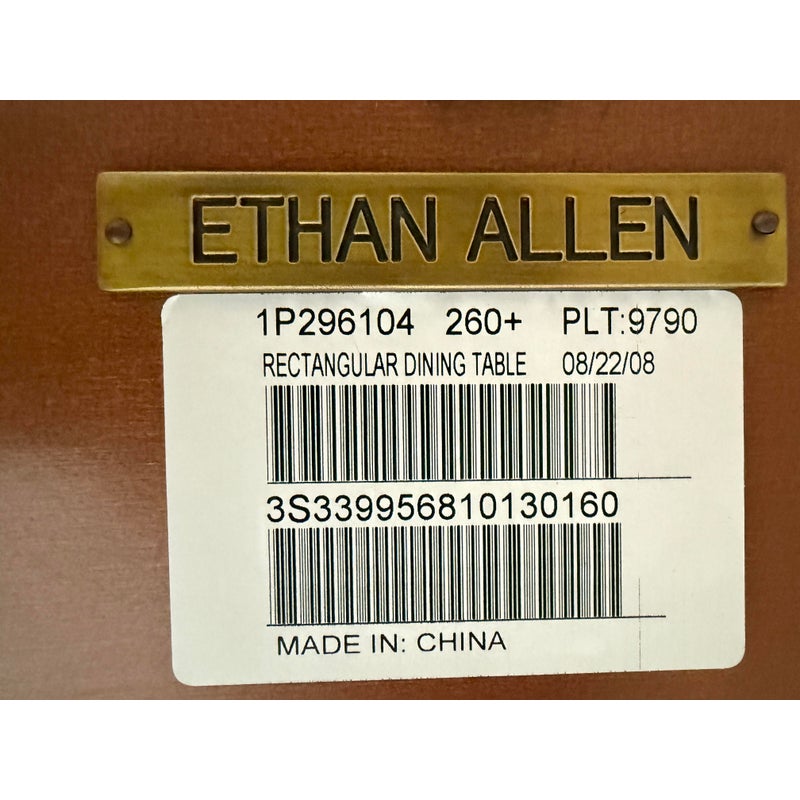 ETHAN ALLEN
1P296104 260+ PLT:9790
RECTANGULAR DINING TABLE 08/22/08
3S339956810130160
MADE IN: CHINA